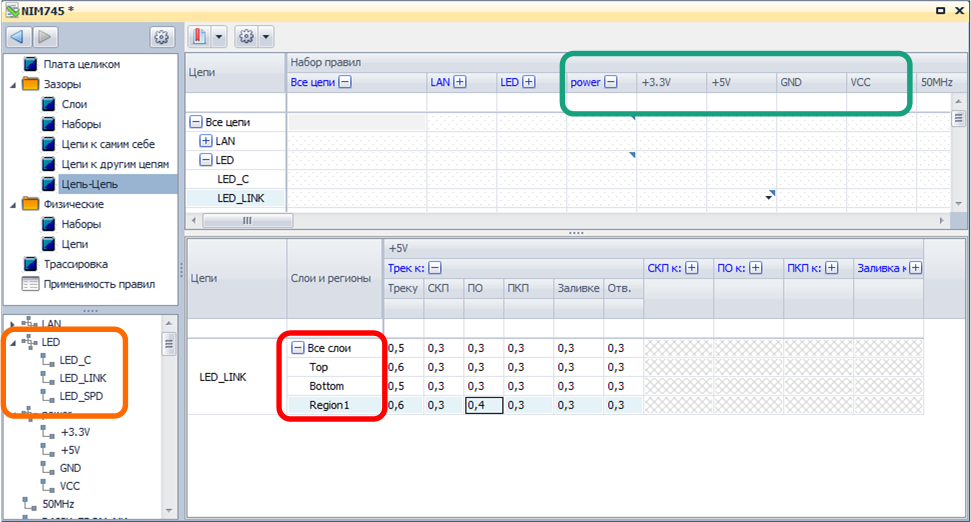 NIM745 *
Плата целиком
Зазоры
Слои
Наборы
Цепи к самим себе
Цепи к другим цепям
Цепь-Цепь
Физические
Наборы
Цепи
Трассировка
Применимость правил
LAN
LED
LED_C
LED_LINK
LED_SPD
+3.3V
+5V
GND
VCC
50MHz
Цепи Набор правил
Все цепи LAN LED power +3.3V +5V GND VCC 50MHz
Все цепи
LAN
LED
LED_C
LED_LINK
+5V
Цепи Слои и регионы Трек к: СКП к: ПО к: ПКП к: Заливка к
Треку СКП ПО ПКП Заливке Отв.
LED_LINK
Все слои 0,5 0,3 0,3 0,3 0,3 0,3
Top 0,6 0,3 0,3 0,3 0,3 0,3
Bottom 0,5 0,3 0,3 0,3 0,3 0,3
Region1 0,6 0,3 0,4 0,3 0,3 0,3